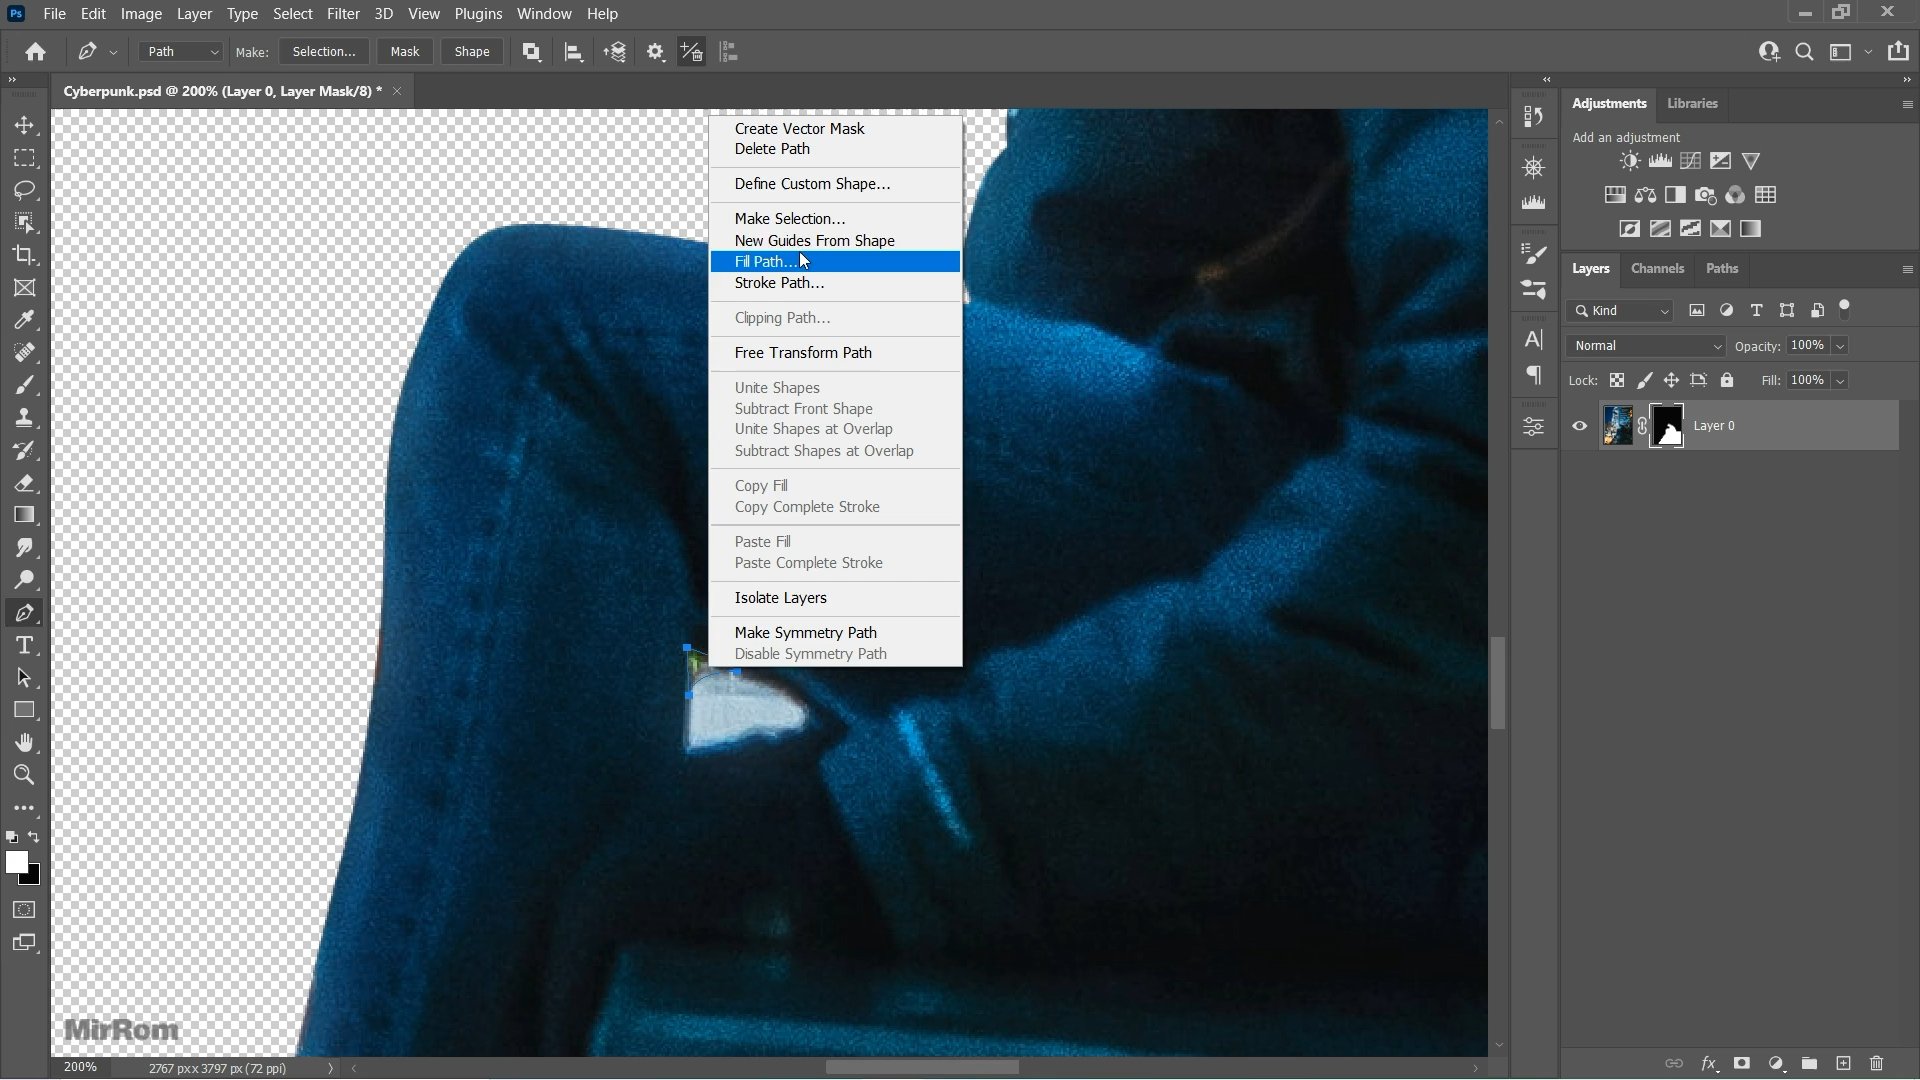 Ps File Edit Image Layer Type Select Filter 3D View Plugins Window Help
Path Make: Selection... Mask Shape
Cyberpunk.psd @ 200% (Layer 0, Layer Mask/8) *
Create Vector Mask
Delete Path
Define Custom Shape...
Make Selection...
New Guides From Shape
Fill Path...
Stroke Path...
Clipping Path...
Free Transform Path
Unite Shapes
Subtract Front Shape
Unite Shapes at Overlap
Subtract Shapes at Overlap
Copy Fill
Copy Complete Stroke
Paste Fill
Paste Complete Stroke
Isolate Layers
Make Symmetry Path
Disable Symmetry Path
Adjustments Libraries
Add an adjustment
Layers Channels Paths
Kind
Normal Opacity: 100%
Lock: Fill: 100%
Layer 0
MirRom
200% 2767 px x 3797 px (72 ppi)